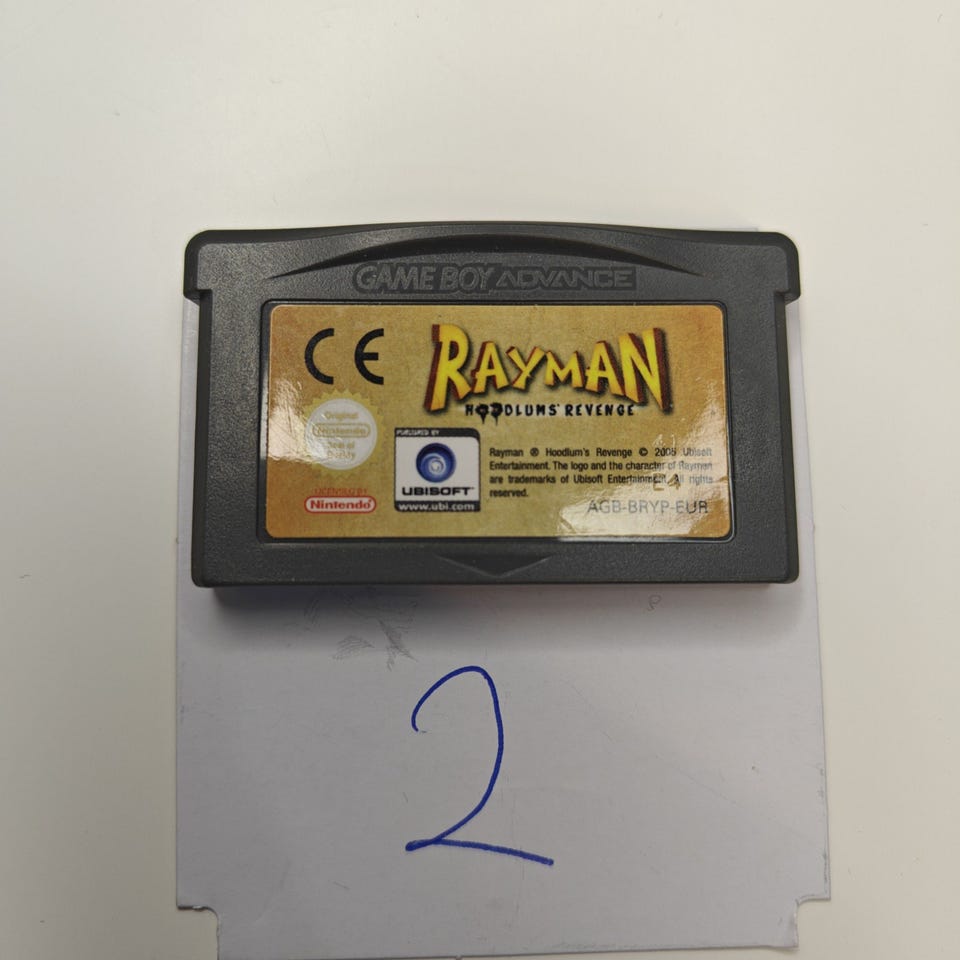 GAME BOY ADVANCE
CE
RAYMAN
HOODLUMS' REVENGE
Original
Nintendo
Seal of
Quality
LICENSED BY
Nintendo
PUBLISHED BY
UBISOFT
www.ubi.com
Rayman ® Hoodlum's Revenge © 2005 Ubisoft
Entertainment. The logo and the character of Rayman
are trademarks of Ubisoft Entertainment. All rights
reserved.
AGB-BRYP-EUR
2